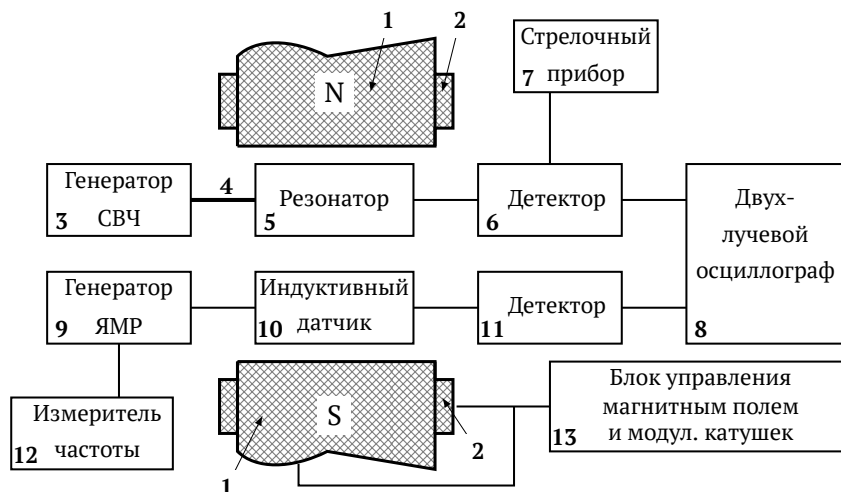 1
2
Стрелочный
7 прибор
N
Генератор
3 СВЧ
4
Резонатор
5
Детектор
6
Двух-
лучевой
осциллограф
8
Генератор
9 ЯМР
Индуктивный
10 датчик
Детектор
11
Измеритель
12 частоты
S
1
2
Блок управления
магнитным полем
13 и модул. катушек